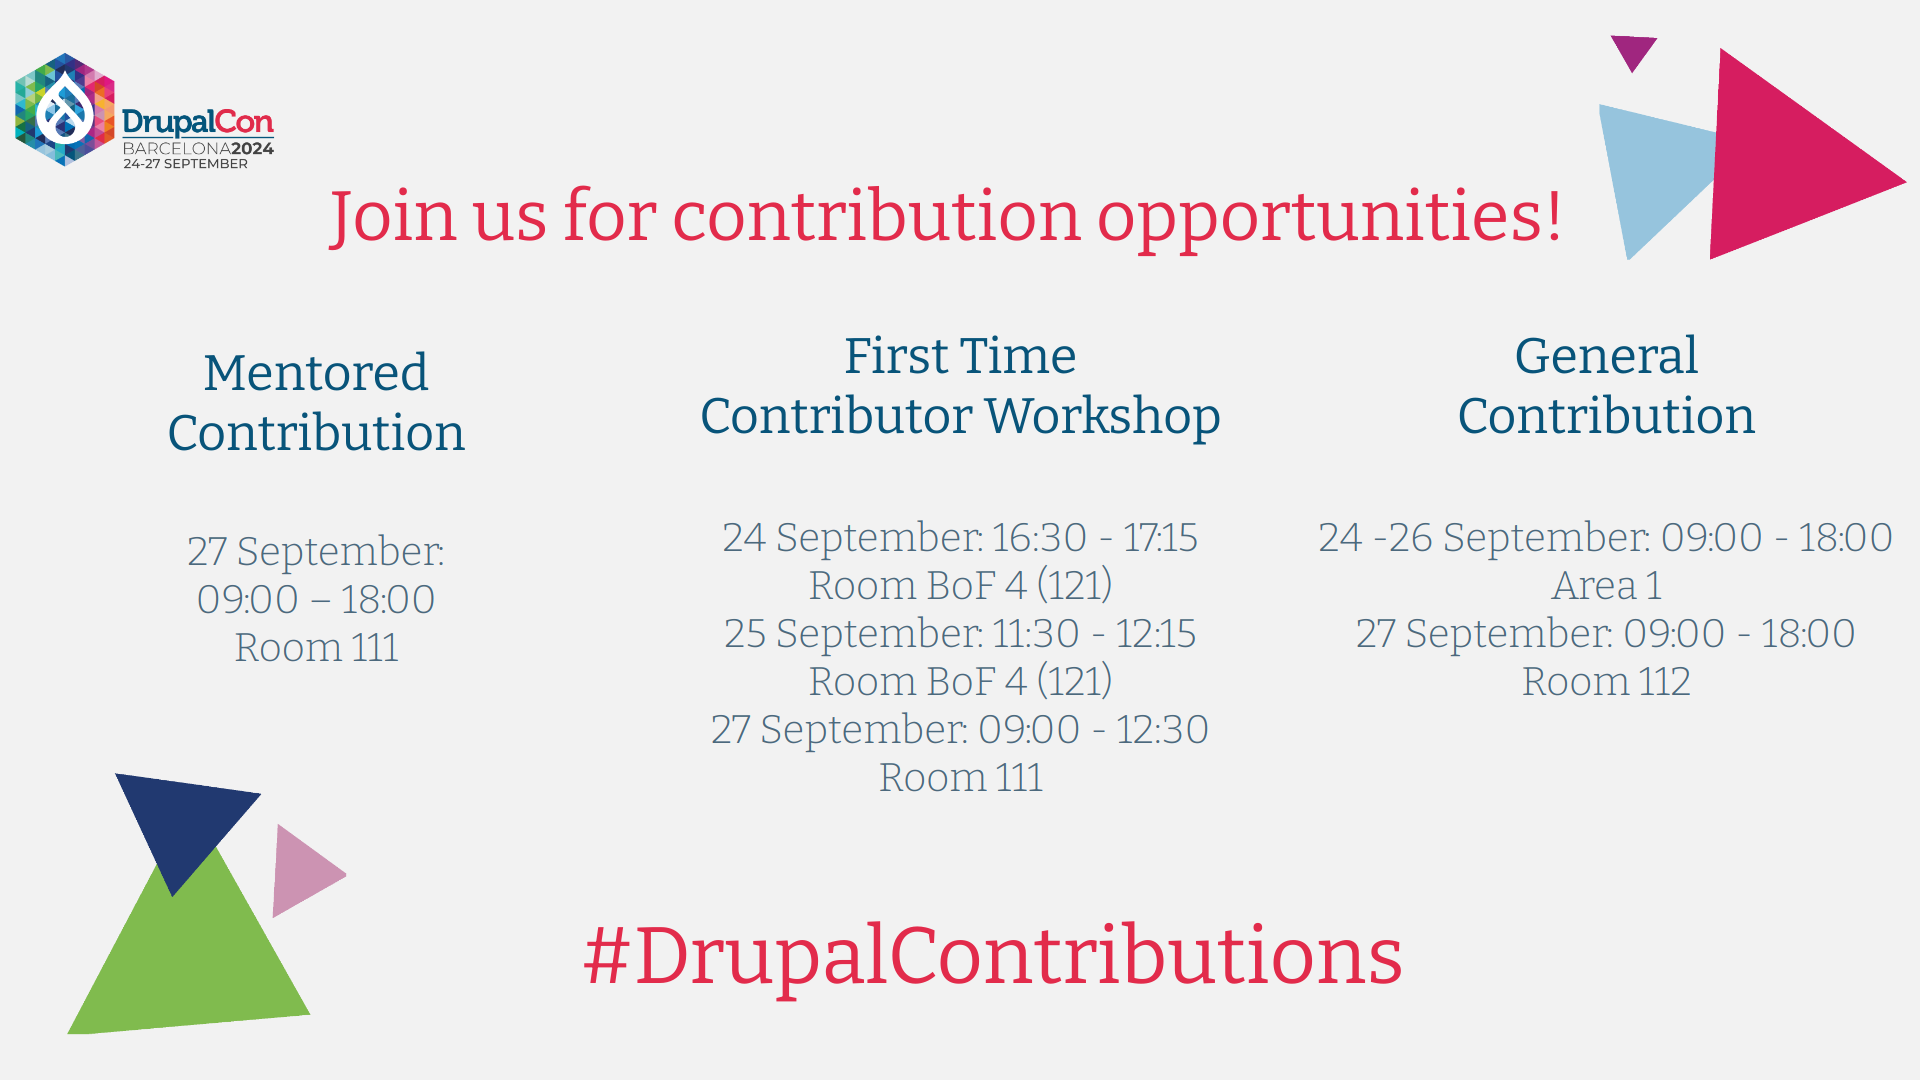 DrupalCon
BARCELONA2024
24-27 SEPTEMBER
Join us for contribution opportunities!
Mentored
Contribution
27 September:
09:00 – 18:00
Room 111
First Time
Contributor Workshop
24 September: 16:30 - 17:15
Room BoF 4 (121)
25 September: 11:30 - 12:15
Room BoF 4 (121)
27 September: 09:00 - 12:30
Room 111
General
Contribution
24 -26 September: 09:00 - 18:00
Area 1
27 September: 09:00 - 18:00
Room 112
#DrupalContributions